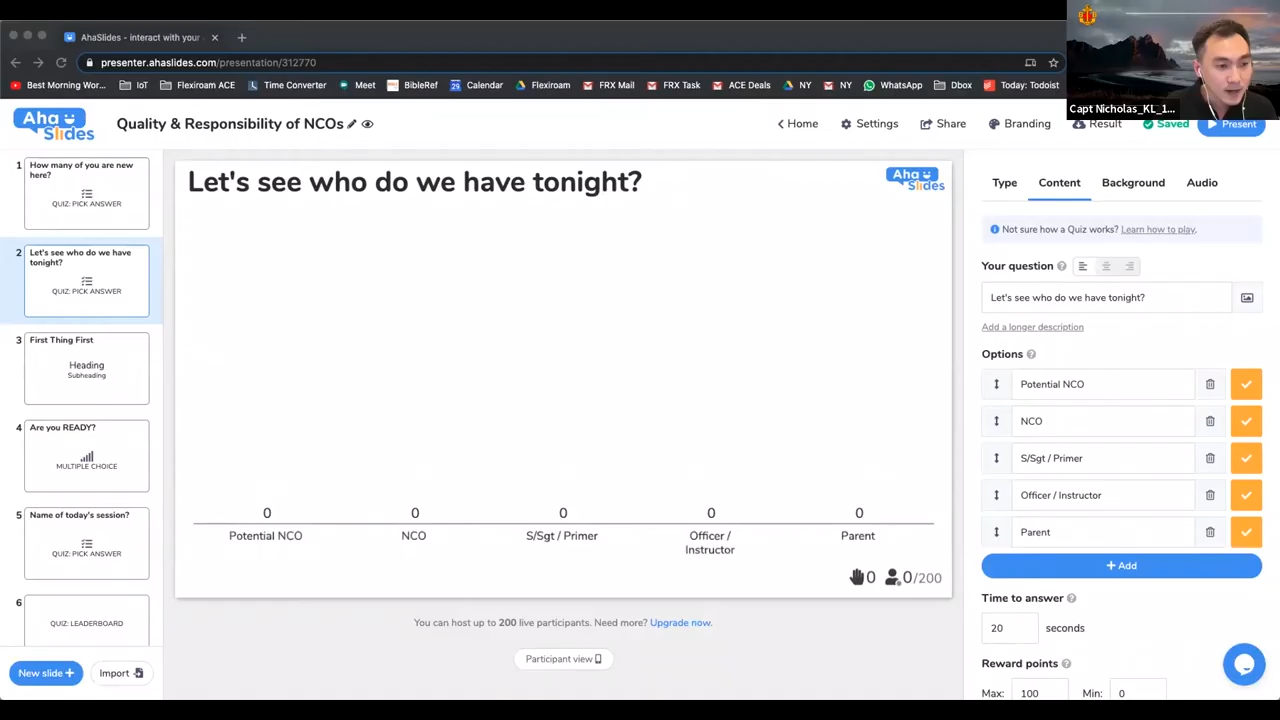 AhaSlides - interact with your
presenter.ahaslides.com/presentation/312770
Best Morning Wor...
IoT
Flexiroam ACE
Time Converter
Meet
BibleRef
Calendar
Flexiroam
FRX Mail
FRX Task
ACE Deals
NY
NY
WhatsApp
Dbox
Today: Todoist
Capt Nicholas_KL_1...
Aha Slides
Quality & Responsibility of NCOs
Home
Settings
Share
Branding
Result
Saved
Present
1
How many of you are new
here?
QUIZ: PICK ANSWER
2
Let's see who do we have
tonight?
QUIZ: PICK ANSWER
3
First Thing First
Heading
Subheading
4
Are you READY?
MULTIPLE CHOICE
5
Name of today's session?
QUIZ: PICK ANSWER
6
QUIZ: LEADERBOARD
New slide +
Import
Let's see who do we have tonight?
Aha Slides
0
0
0
0
0
Potential NCO
NCO
S/Sgt / Primer
Officer /
Instructor
Parent
0
0/200
You can host up to 200 live participants. Need more? Upgrade now.
Participant view
Type
Content
Background
Audio
Not sure how a Quiz works? Learn how to play.
Your question
Let's see who do we have tonight?
Add a longer description
Options
Potential NCO
NCO
S/Sgt / Primer
Officer / Instructor
Parent
+ Add
Time to answer
20 seconds
Reward points
Max: 100 Min: 0